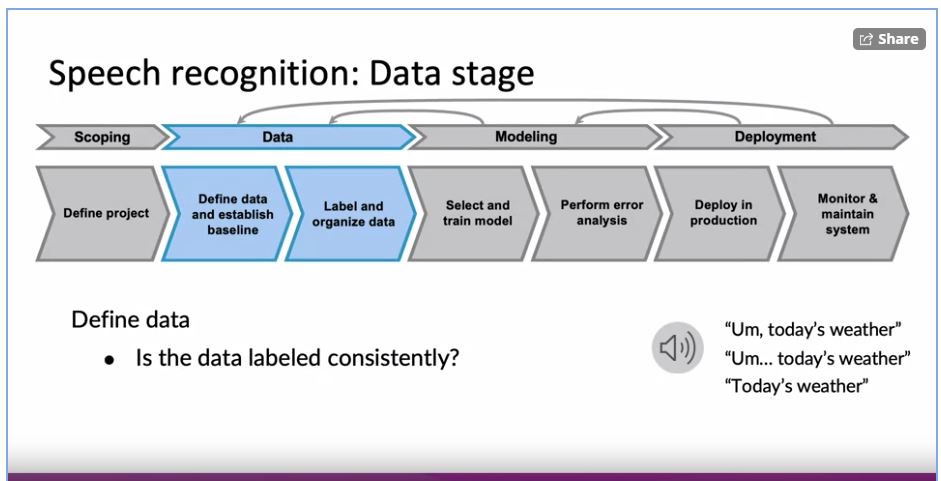 Share
Speech recognition: Data stage
Scoping
Data
Modeling
Deployment
Define project
Define data
and establish
baseline
Label and
organize data
Select and
train model
Perform error
analysis
Deploy in
production
Monitor &
maintain
system
Define data
● Is the data labeled consistently?
“Um, today’s weather”
“Um... today’s weather”
“Today’s weather”